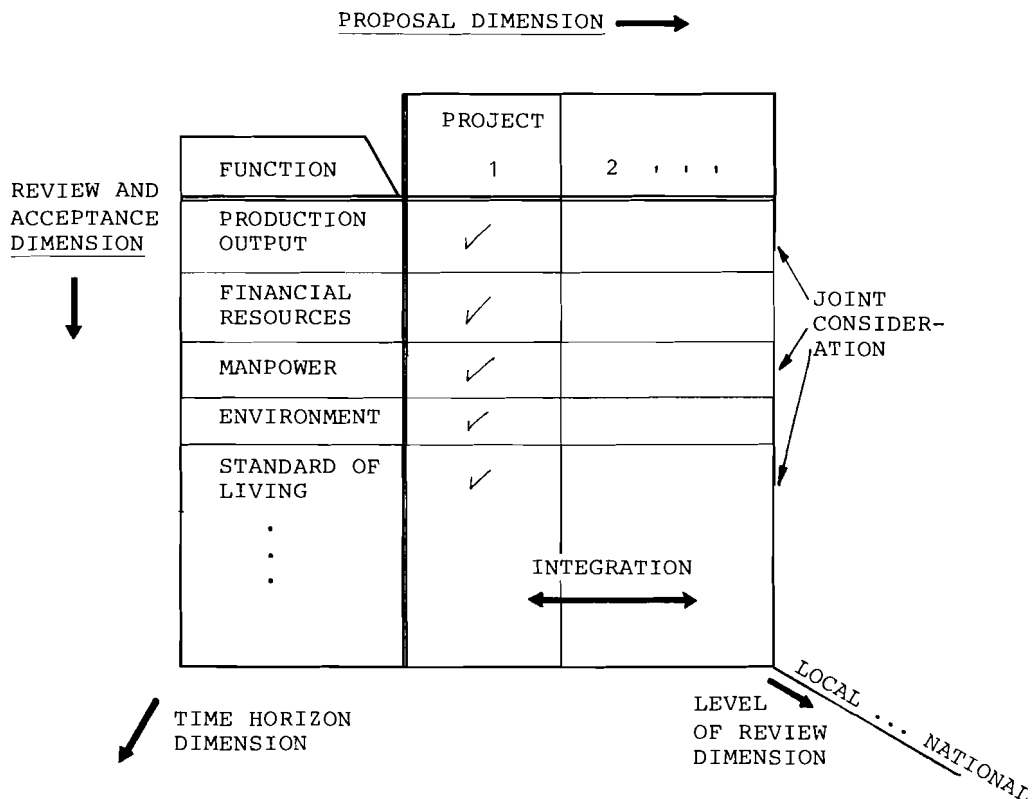 PROPOSAL DIMENSION
PROJECT
FUNCTION
1
2 , , ,
REVIEW AND
ACCEPTANCE
DIMENSION
PRODUCTION
OUTPUT
FINANCIAL
RESOURCES
MANPOWER
ENVIRONMENT
STANDARD OF
LIVING
.
.
.
JOINT
CONSIDER-
ATION
INTEGRATION
TIME HORIZON
DIMENSION
LEVEL
OF REVIEW
DIMENSION
LOCAL ... NATIONAL